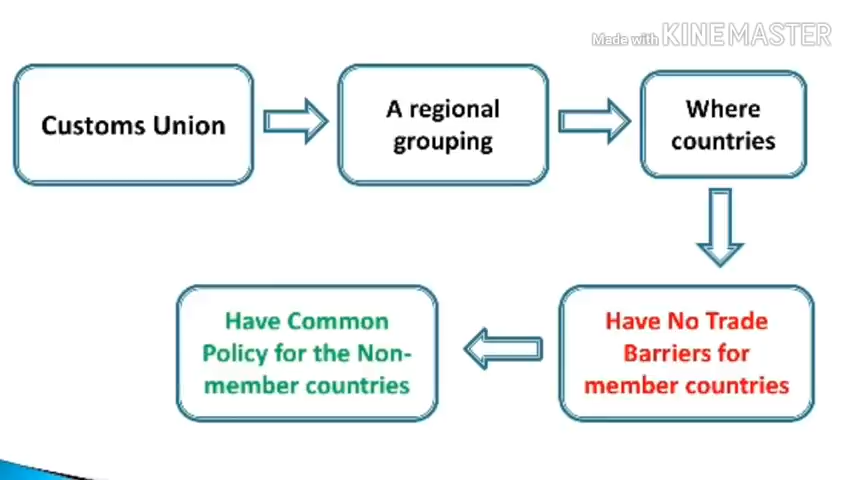 Made with KINEMASTER
Customs Union
A regional
grouping
Where
countries
Have No Trade
Barriers for
member countries
Have Common
Policy for the Non-
member countries